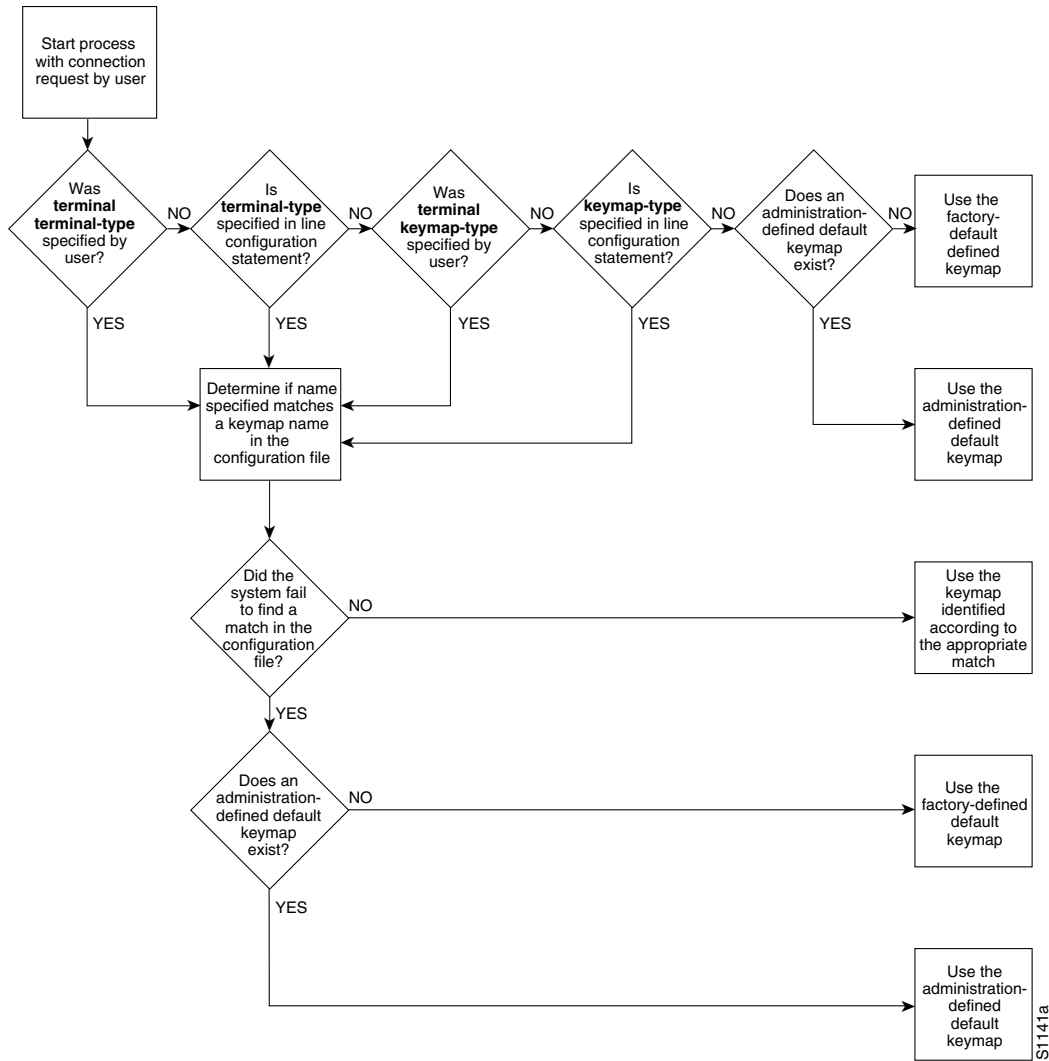 Start process
with connection
request by user
Was
terminal
terminal-type
specified by
user?
NO
Is
terminal-type
specified in line
configuration
statement?
NO
Was
terminal
keymap-type
specified by
user?
NO
Is
keymap-type
specified in line
configuration
statement?
NO
Does an
administration-
defined default
keymap
exist?
NO
Use the
factory-
default
defined
keymap
YES
YES
YES
YES
YES
Determine if name
specified matches
a keymap name
in the
configuration file
Use the
administration-
defined
default
keymap
Did the
system fail
to find a
match in the
configuration
file?
NO
Use the
keymap
identified
according to
the appropriate
match
YES
Does an
administration-
defined default
keymap
exist?
NO
Use the
factory-defined
default
keymap
YES
Use the
administration-
defined
default
keymap
S1141a